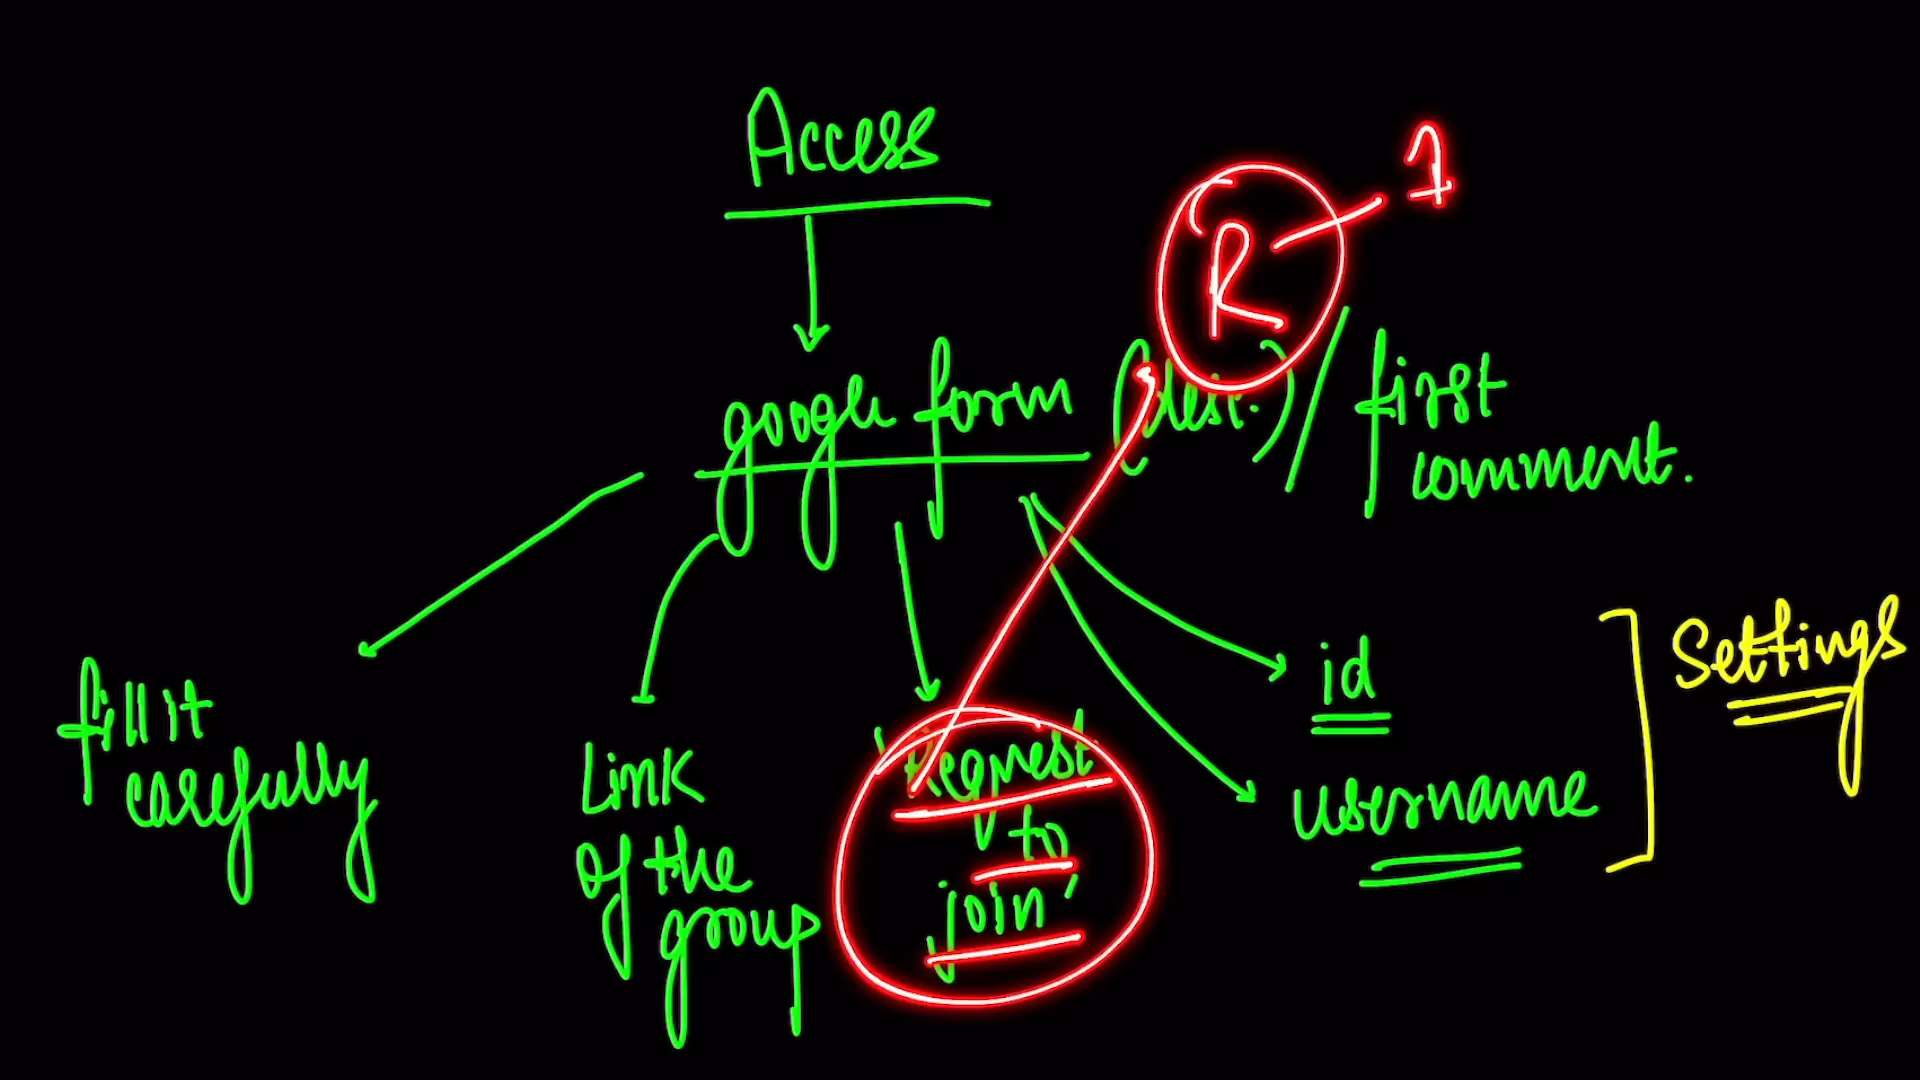 Access
R
1
google form (desc.) / first
comment.
fill it
carefully
Link
of the
group
"Request
to
join"
id
username
Settings